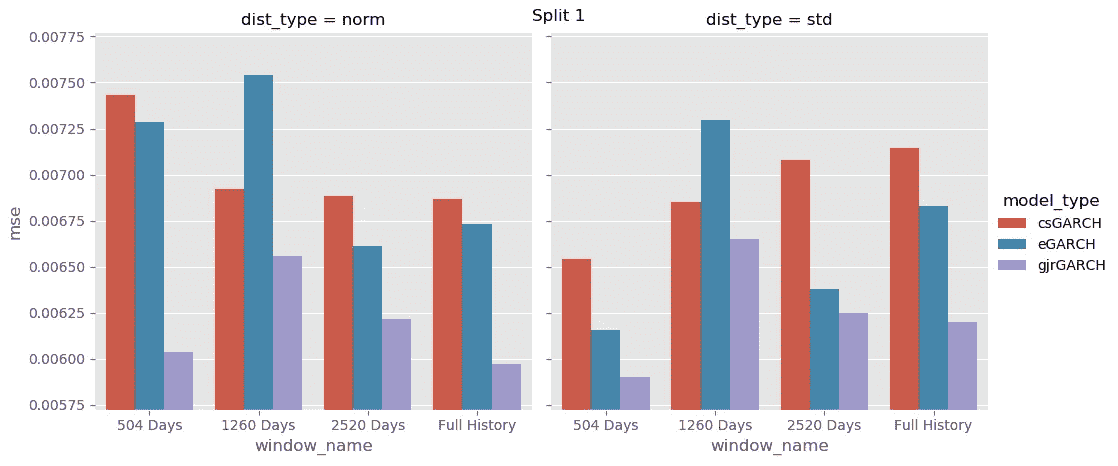 Split 1
dist_type = norm
dist_type = std
0.00775
0.00750
0.00725
0.00700
0.00675
0.00650
0.00625
0.00600
0.00575
mse
504 Days
1260 Days
2520 Days
Full History
window_name
504 Days
1260 Days
2520 Days
Full History
window_name
model_type
csGARCH
eGARCH
gjrGARCH